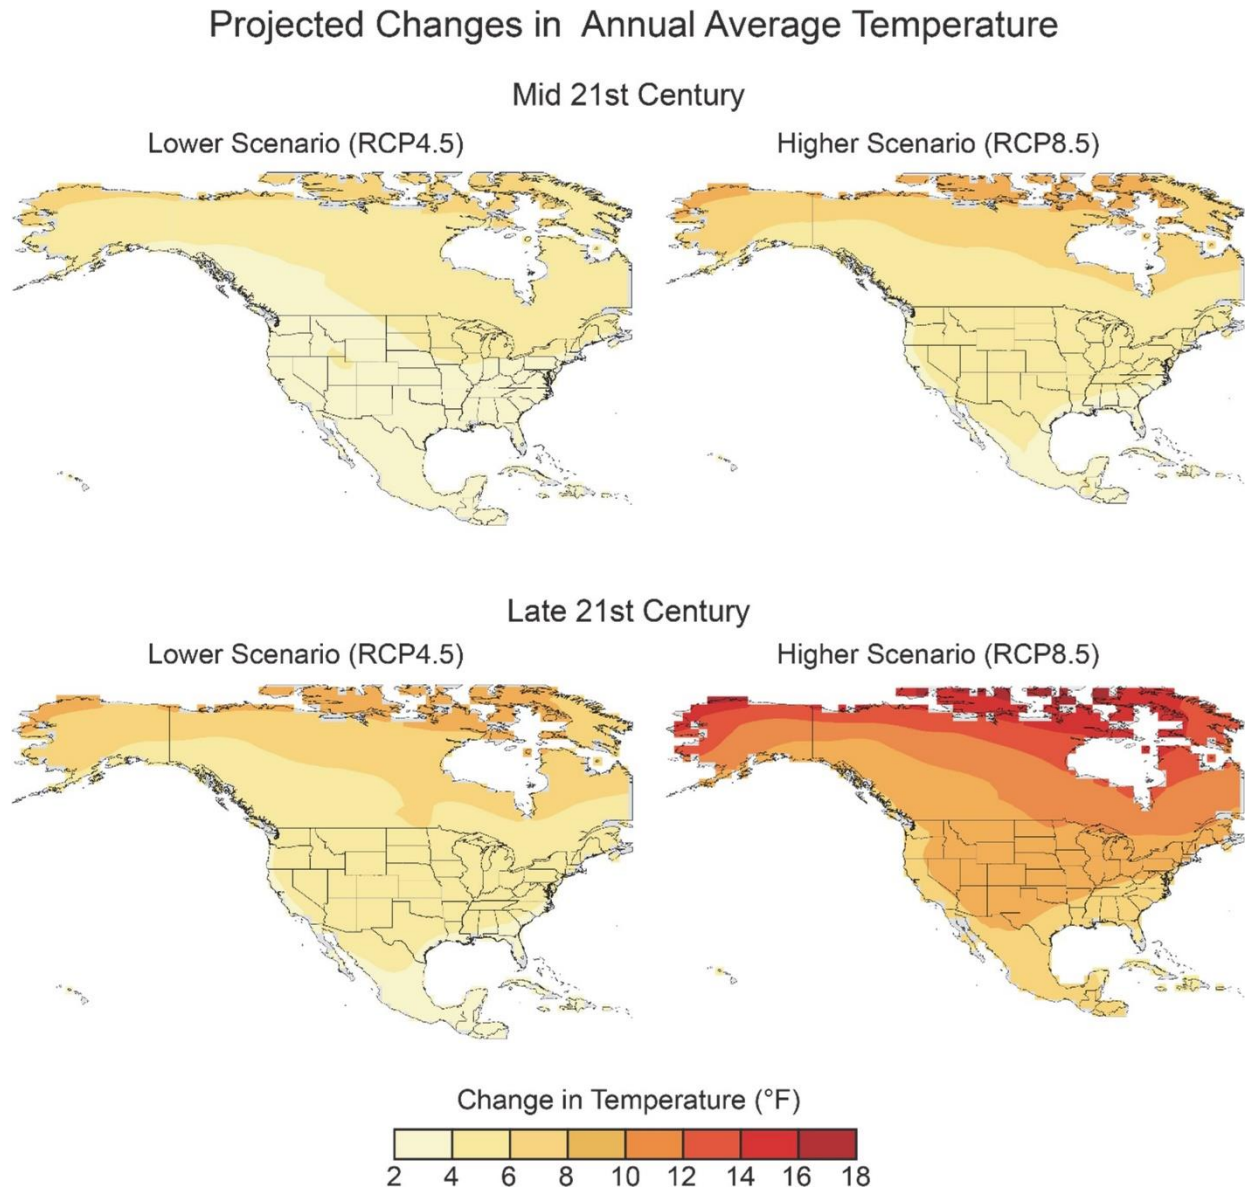 Projected Changes in Annual Average Temperature
Mid 21st Century
Lower Scenario (RCP4.5)
Higher Scenario (RCP8.5)
Late 21st Century
Lower Scenario (RCP4.5)
Higher Scenario (RCP8.5)
Change in Temperature (°F)
2 4 6 8 10 12 14 16 18